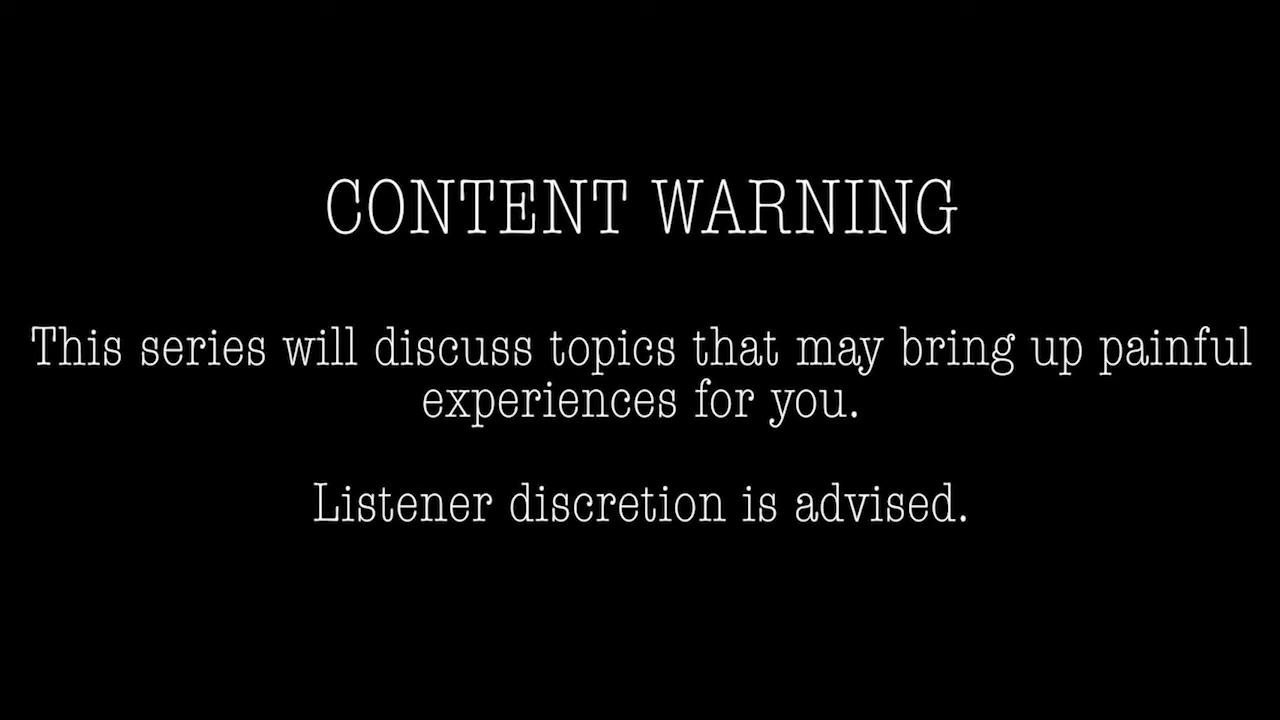 CONTENT WARNING
This series will discuss topics that may bring up painful
experiences for you.
Listener discretion is advised.